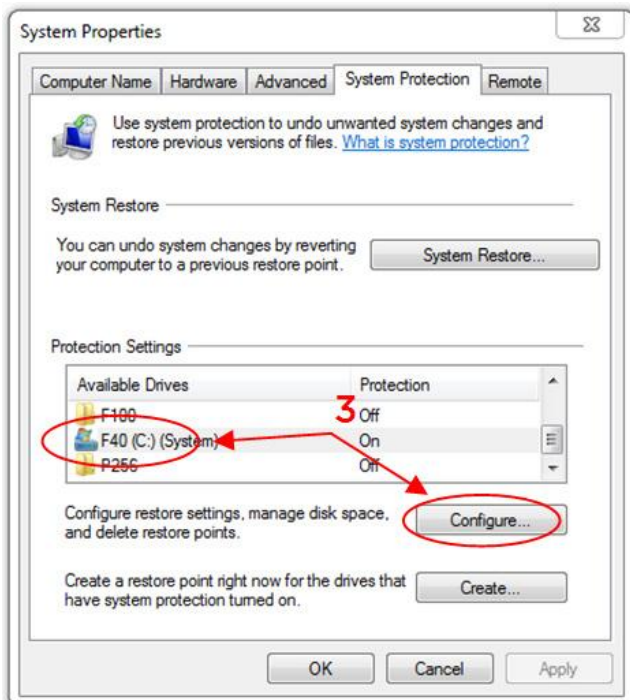 System Properties
Computer Name Hardware Advanced System Protection Remote
Use system protection to undo unwanted system changes and
restore previous versions of files. What is system protection?
System Restore
You can undo system changes by reverting
your computer to a previous restore point.
System Restore...
Protection Settings
Available Drives Protection
F100 Off
F40 (C:) (System) On
P256 Off
3
Configure restore settings, manage disk space,
and delete restore points.
Configure...
Create a restore point right now for the drives that
have system protection turned on.
Create...
OK Cancel Apply